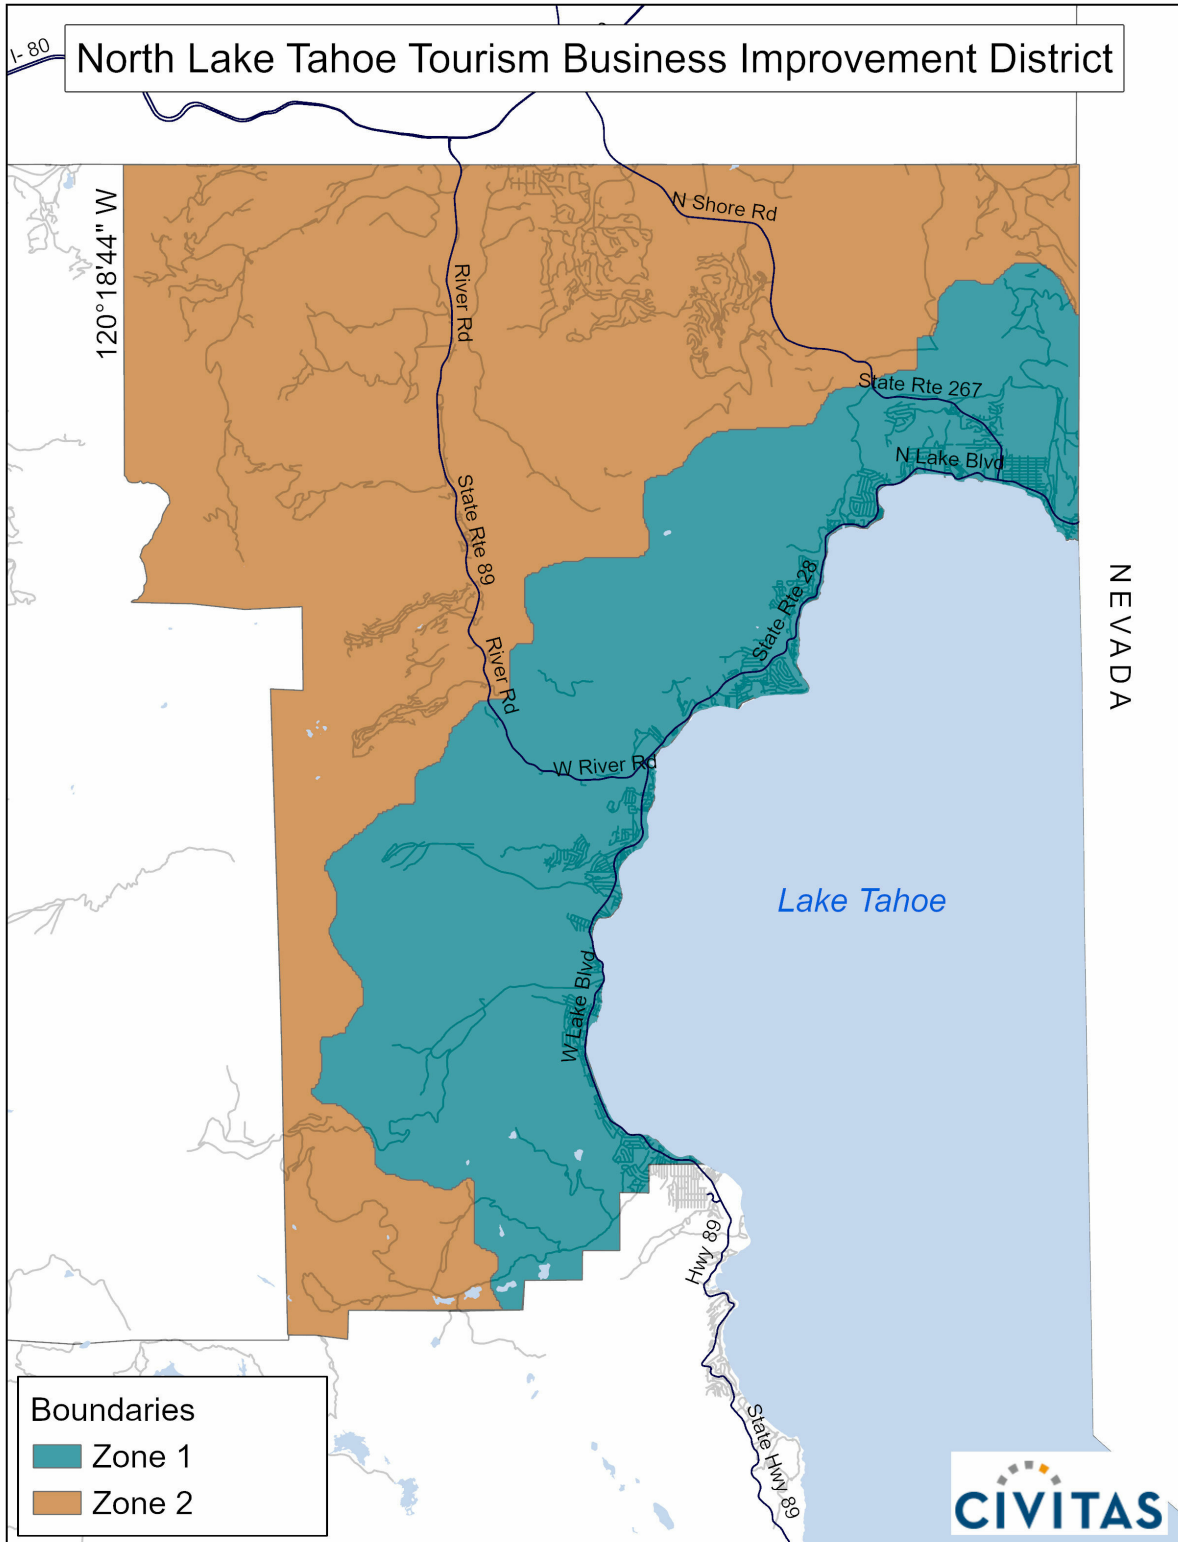 I- 80
North Lake Tahoe Tourism Business Improvement District
120°18'44" W
N Shore Rd
River Rd
State Rte 267
N Lake Blvd
State Rte 89
State Rte 28
NEVADA
River Rd
W River Rd
Lake Tahoe
W Lake Blvd
Hwy 89
State Hwy 89
Boundaries
Zone 1
Zone 2
CIVITAS